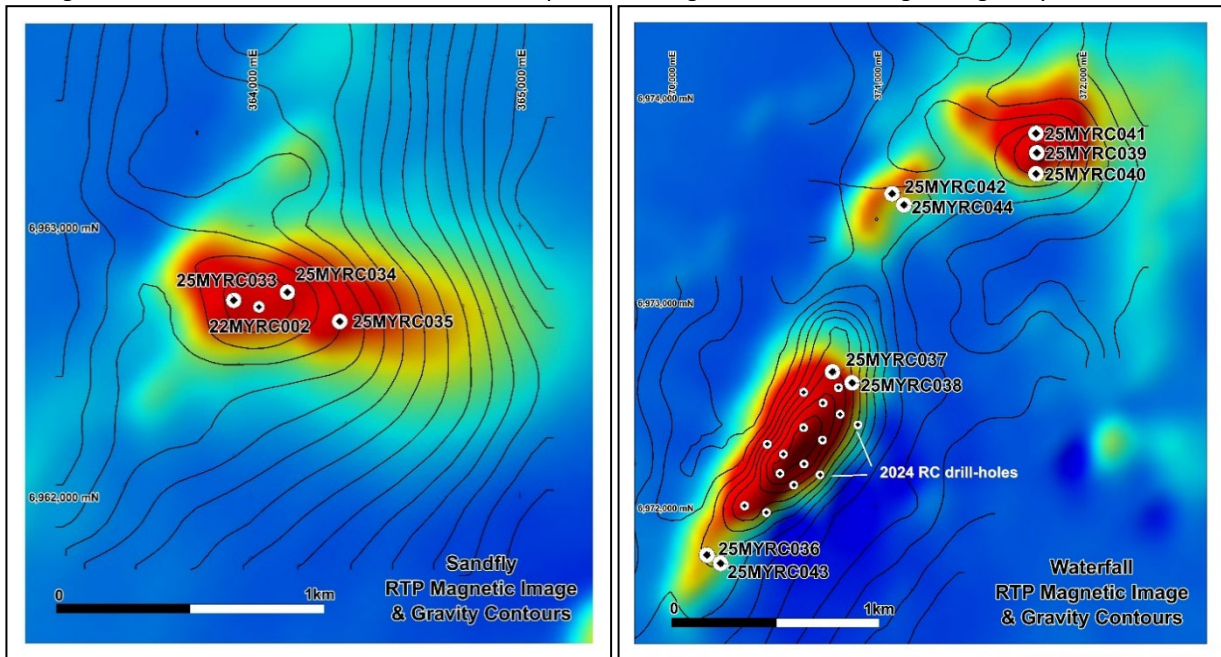 364,000 mE
365,000 mE
6,963,000 mN
25MYRC033
25MYRC034
22MYRC002
25MYRC035
6,962,000 mN
Sandfly
RTP Magnetic Image
& Gravity Contours
0
1km
370,000 mE
371,000 mE
372,000 mE
6,974,000 mN
25MYRC041
25MYRC039
25MYRC040
25MYRC042
25MYRC044
6,973,000 mN
25MYRC037
25MYRC038
2024 RC drill-holes
6,972,000 mN
25MYRC036
25MYRC043
Waterfall
RTP Magnetic Image
& Gravity Contours
0
1km